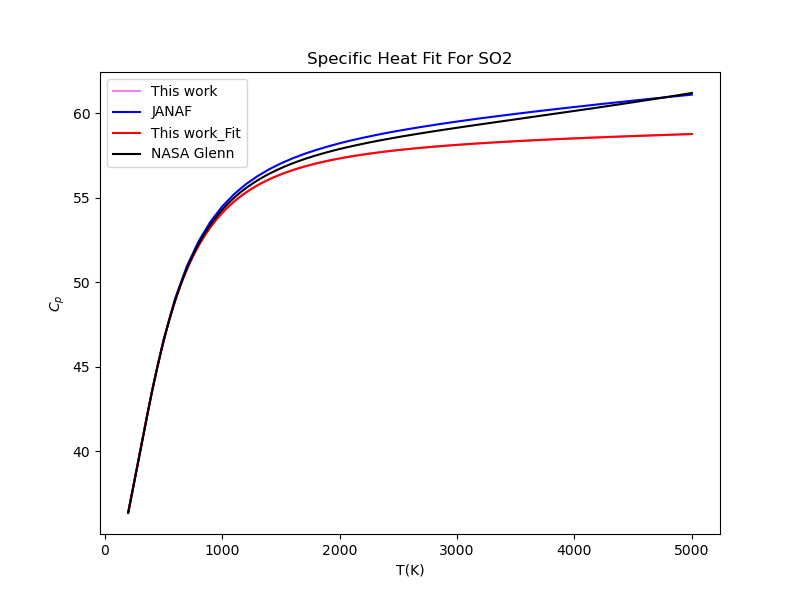 Specific Heat Fit For SO2
This work
JANAF
This work_Fit
NASA Glenn
60
55
50
45
40
Cp
0 1000 2000 3000 4000 5000
T(K)